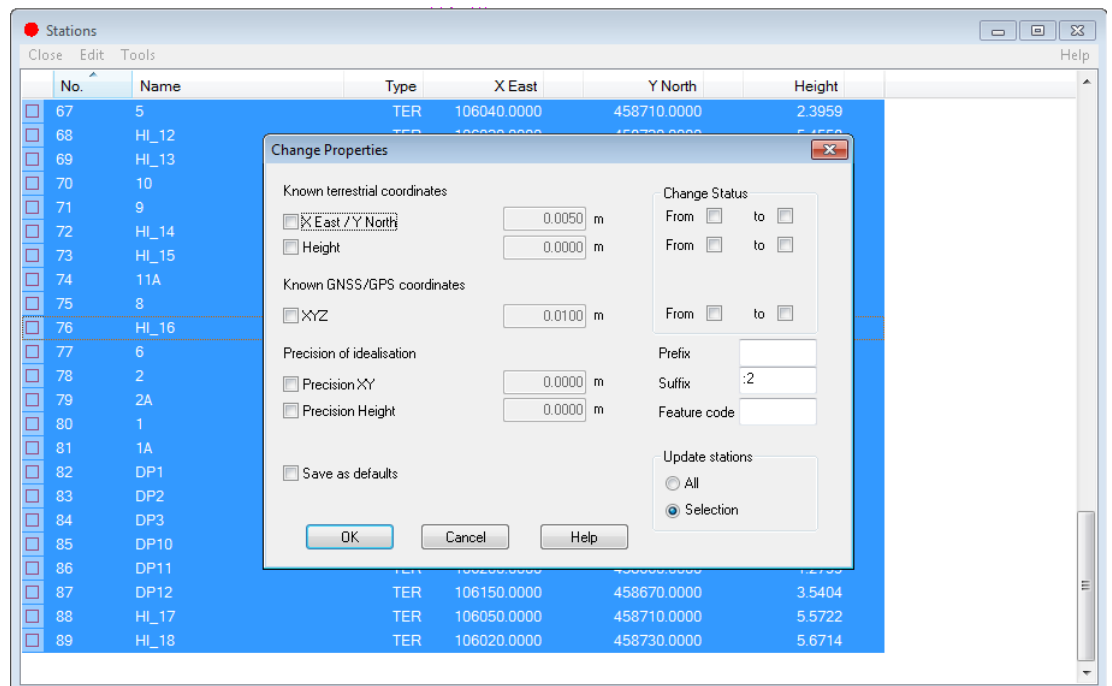 Stations
Close Edit Tools Help
No. Name Type X East Y North Height
67 5 TER 106040.0000 458710.0000 2.3959
68 HI_12
69 HI_13
70 10
71 9
72 HI_14
73 HI_15
74 11A
75 8
76 HI_16
77 6
78 2
79 2A
80 1
81 1A
82 DP1
83 DP2
84 DP3
85 DP10
86 DP11
87 DP12 TER 106150.0000 458670.0000 3.5404
88 HI_17 TER 106050.0000 458710.0000 5.5722
89 HI_18 TER 106020.0000 458730.0000 5.6714
Change Properties
Known terrestrial coordinates
X East / Y North 0.0050 m
Height 0.0000 m
Known GNSS/GPS coordinates
XYZ 0.0100 m
Precision of idealisation
Precision XY 0.0000 m
Precision Height 0.0000 m
Save as defaults
OK Cancel Help
Change Status
From to
From to
From to
Prefix
Suffix :2
Feature code
Update stations
All
Selection